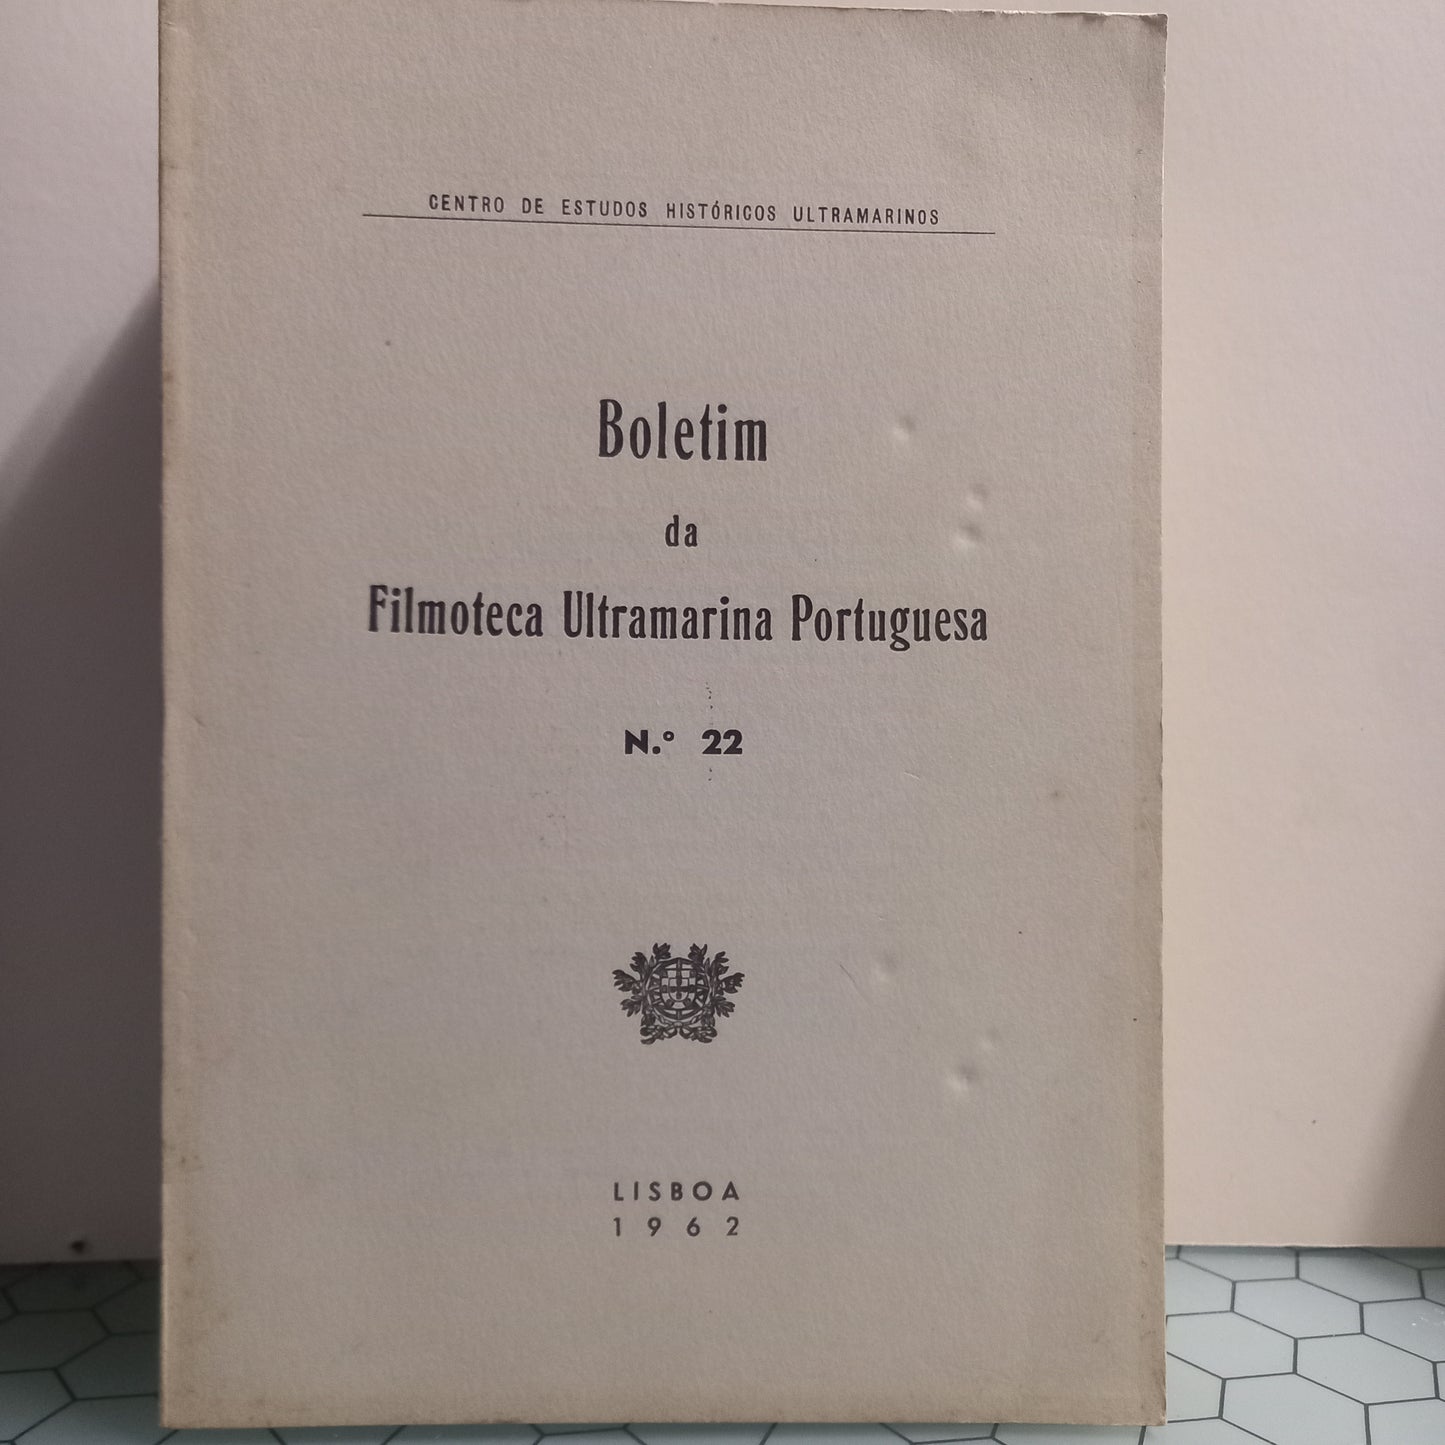 CENTRO DE ESTUDOS HISTÓRICOS ULTRAMARINOS
Boletim
da
Filmoteca Ultramarina Portuguesa
N.º 22
LISBOA
1962